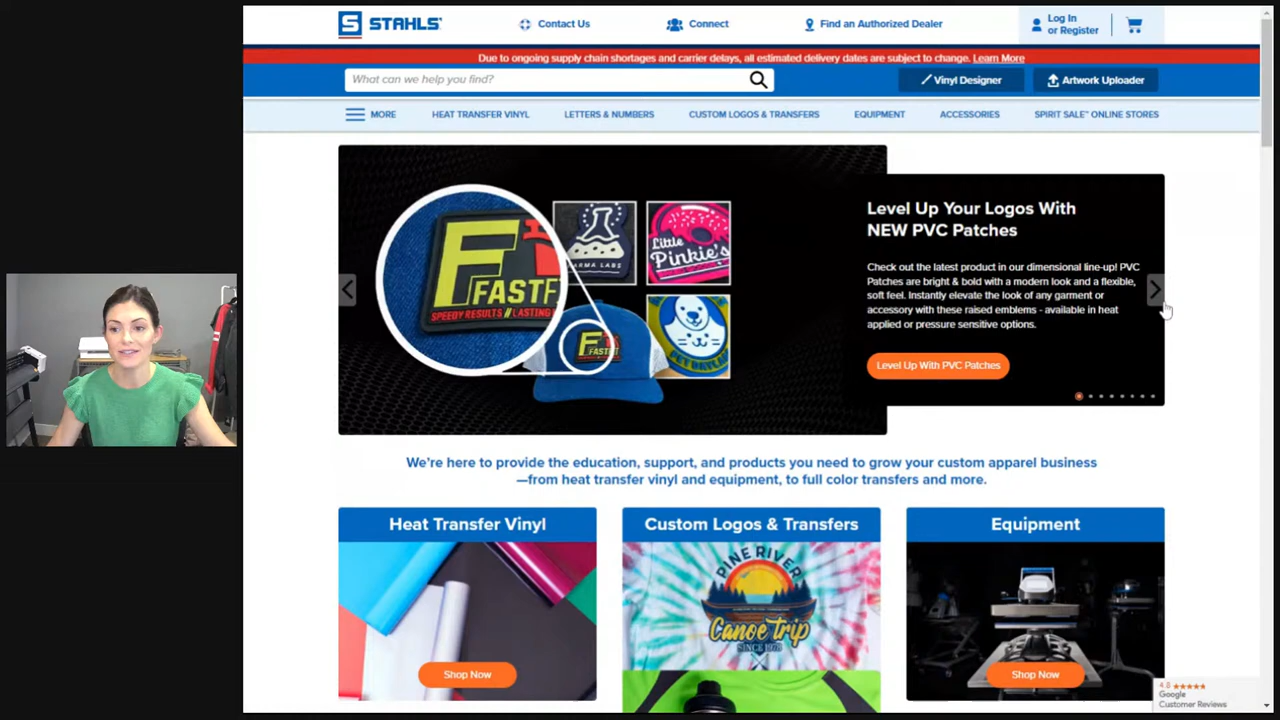 STAHLS'
Contact Us
Connect
Find an Authorized Dealer
Log In
or Register
Due to ongoing supply chain shortages and carrier delays, all estimated delivery dates are subject to change. Learn More
What can we help you find?
Vinyl Designer
Artwork Uploader
MORE
HEAT TRANSFER VINYL
LETTERS & NUMBERS
CUSTOM LOGOS & TRANSFERS
EQUIPMENT
ACCESSORIES
SPIRIT SALE™ ONLINE STORES
FASTF
SPEEDY RESULTS // LASTING
ARMA LABS
Little
Pinkie's
Level Up Your Logos With
NEW PVC Patches
Check out the latest product in our dimensional line-up! PVC
Patches are bright & bold with a modern look and a flexible,
soft feel. Instantly elevate the look of any garment or
accessory with these raised emblems - available in heat
applied or pressure sensitive options.
Level Up With PVC Patches
We're here to provide the education, support, and products you need to grow your custom apparel business
—from heat transfer vinyl and equipment, to full color transfers and more.
Heat Transfer Vinyl
Custom Logos & Transfers
Equipment
PINE RIVER
Canoe trip
SINCE 1978
Shop Now
Shop Now
4.8
Google
Customer Reviews